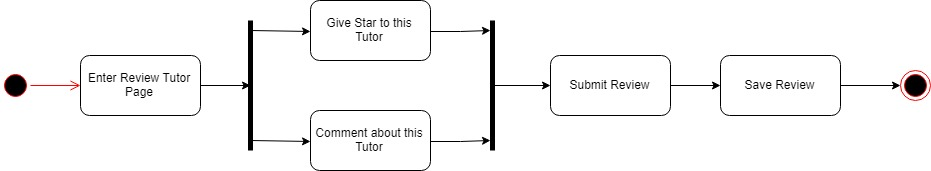 Give Star to this
Tutor
Enter Review Tutor
Page
Submit Review
Save Review
Comment about this
Tutor